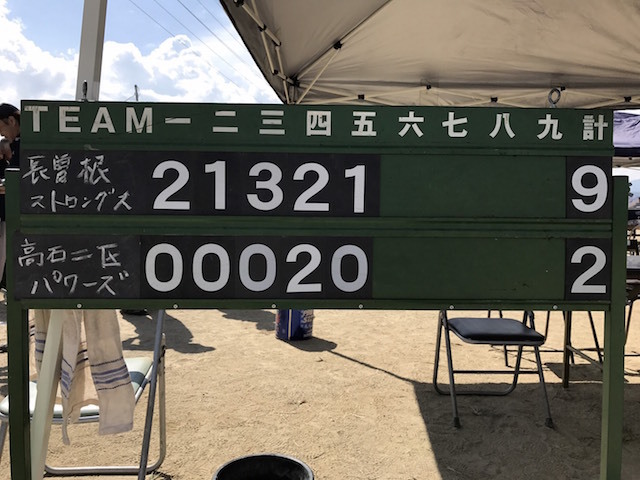 TEAM 一 二 三 四 五 六 七 八 九 計
長曽根
ストロングス
2 1 3 2 1 9
高石二区
パワーズ
0 0 0 2 0 2